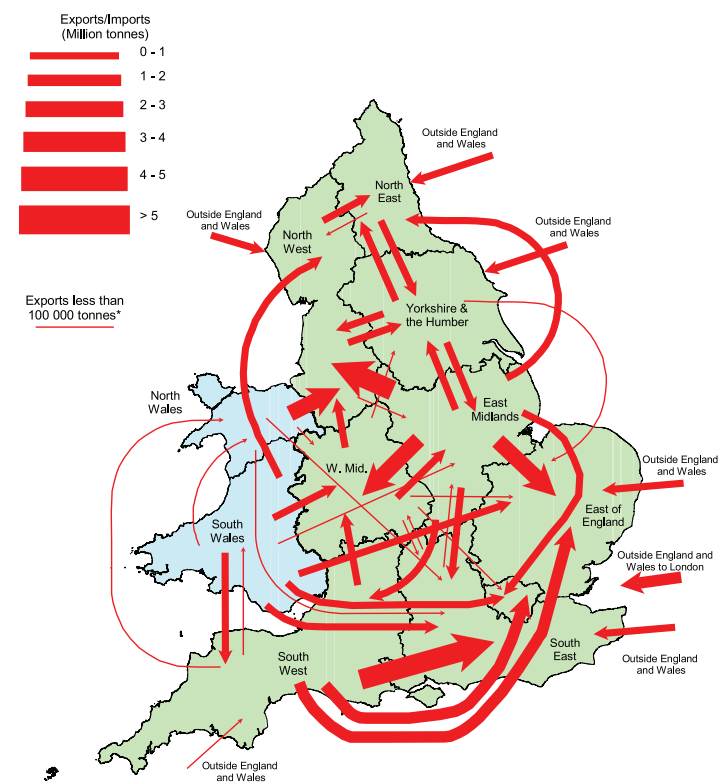 Exports/Imports
(Million tonnes)
0 - 1
1 - 2
2 - 3
3 - 4
4 - 5
> 5
Exports less than
100 000 tonnes*
Outside England
and Wales
North
East
Outside England
and Wales
North
West
Outside England
and Wales
Yorkshire &
the Humber
North
Wales
East
Midlands
W. Mid.
Outside England
and Wales
East of
England
South
Wales
Outside England and
Wales to London
South
East
South
West
Outside England
and Wales
Outside England
and Wales